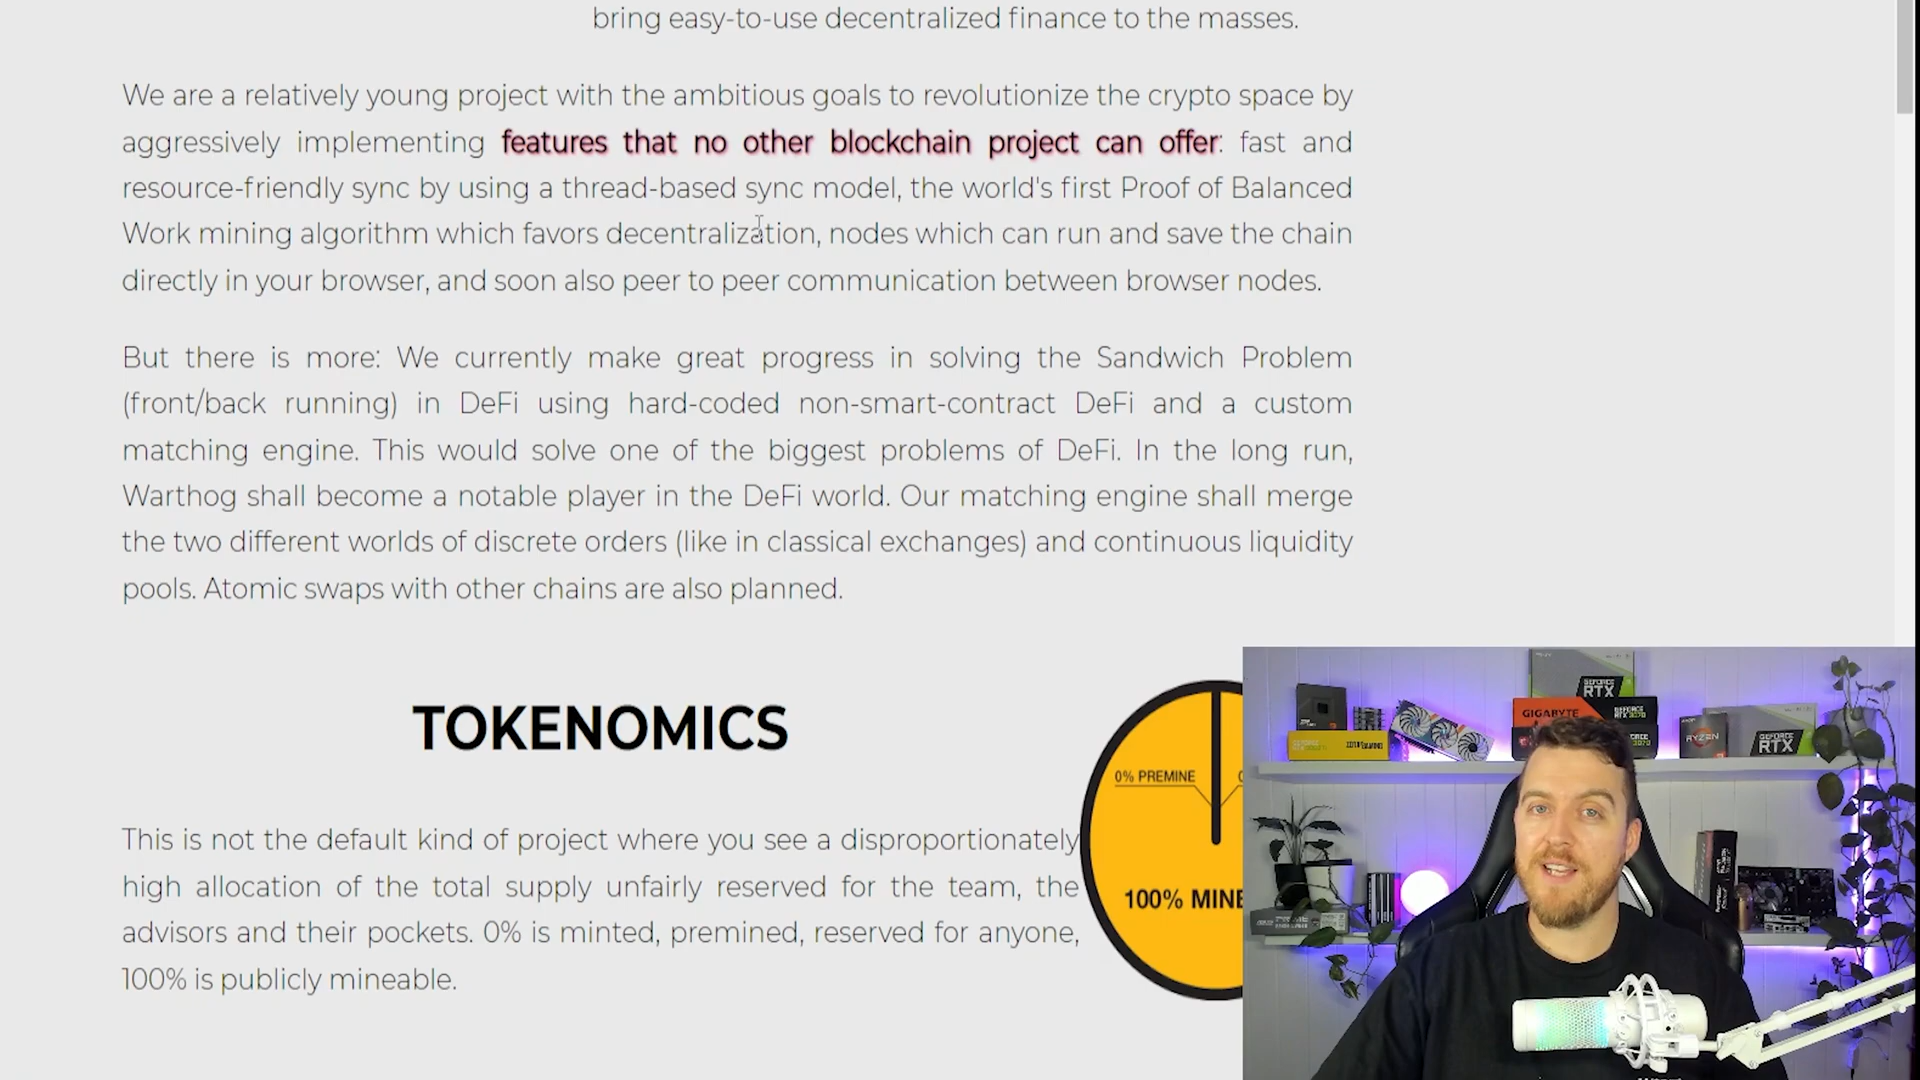 bring easy-to-use decentralized finance to the masses.
We are a relatively young project with the ambitious goals to revolutionize the crypto space by
aggressively implementing features that no other blockchain project can offer: fast and
resource-friendly sync by using a thread-based sync model, the world's first Proof of Balanced
Work mining algorithm which favors decentralization, nodes which can run and save the chain
directly in your browser, and soon also peer to peer communication between browser nodes.
But there is more: We currently make great progress in solving the Sandwich Problem
(front/back running) in DeFi using hard-coded non-smart-contract DeFi and a custom
matching engine. This would solve one of the biggest problems of DeFi. In the long run,
Warthog shall become a notable player in the DeFi world. Our matching engine shall merge
the two different worlds of discrete orders (like in classical exchanges) and continuous liquidity
pools. Atomic swaps with other chains are also planned.
TOKENOMICS
0% PREMINE
100% MINE
This is not the default kind of project where you see a disproportionately
high allocation of the total supply unfairly reserved for the team, the
advisors and their pockets. 0% is minted, premined, reserved for anyone,
100% is publicly mineable.
GEFORCE
RTX
GIGABYTE
GEFORCE
RTX 3070
RYZEN
GEFORCE
RTX